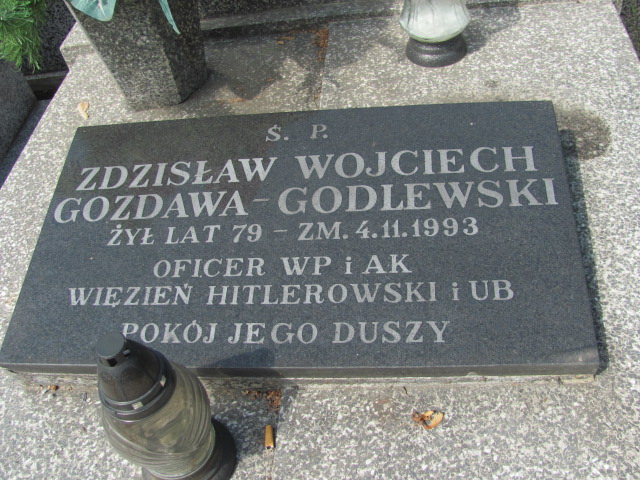 Ś. P.
ZDZISŁAW WOJCIECH
GOZDAWA - GODLEWSKI
ŻYŁ LAT 79 - ZM. 4.11.1993
OFICER WP i AK
WIĘZIEŃ HITLEROWSKI i UB
POKÓJ JEGO DUSZY